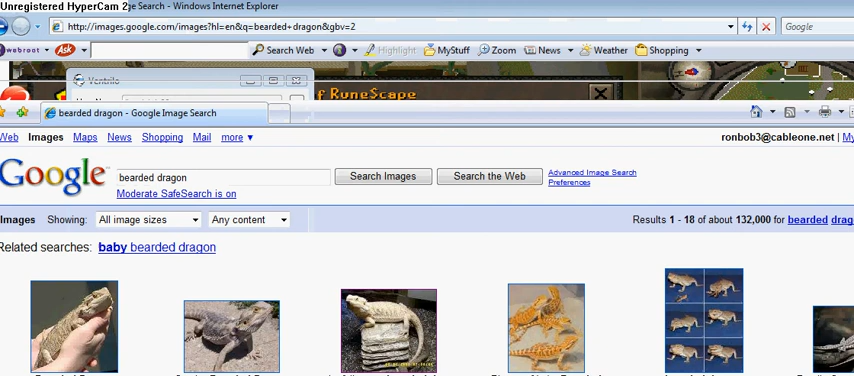 Unregistered HyperCam 2
ge Search - Windows Internet Explorer
http://images.google.com/images?hl=en&q=bearded+dragon&gbv=2
Google
webroot
Ask
Search Web
Highlight
MyStuff
Zoom
News
Weather
Shopping
Ventrilo
f RuneScape
bearded dragon - Google Image Search
Web Images Maps News Shopping Mail more ▼
ronbob3@cableone.net | My
Google
bearded dragon
Search Images
Search the Web
Advanced Image Search
Preferences
Moderate SafeSearch is on
Images Showing: All image sizes Any content
Results 1 - 18 of about 132,000 for bearded drag
Related searches: baby bearded dragon